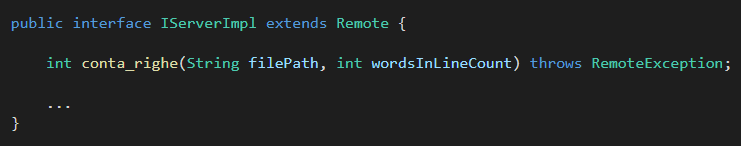 public interface IServerImpl extends Remote {
int conta_righe(String filePath, int wordsInLineCount) throws RemoteException;
...
}